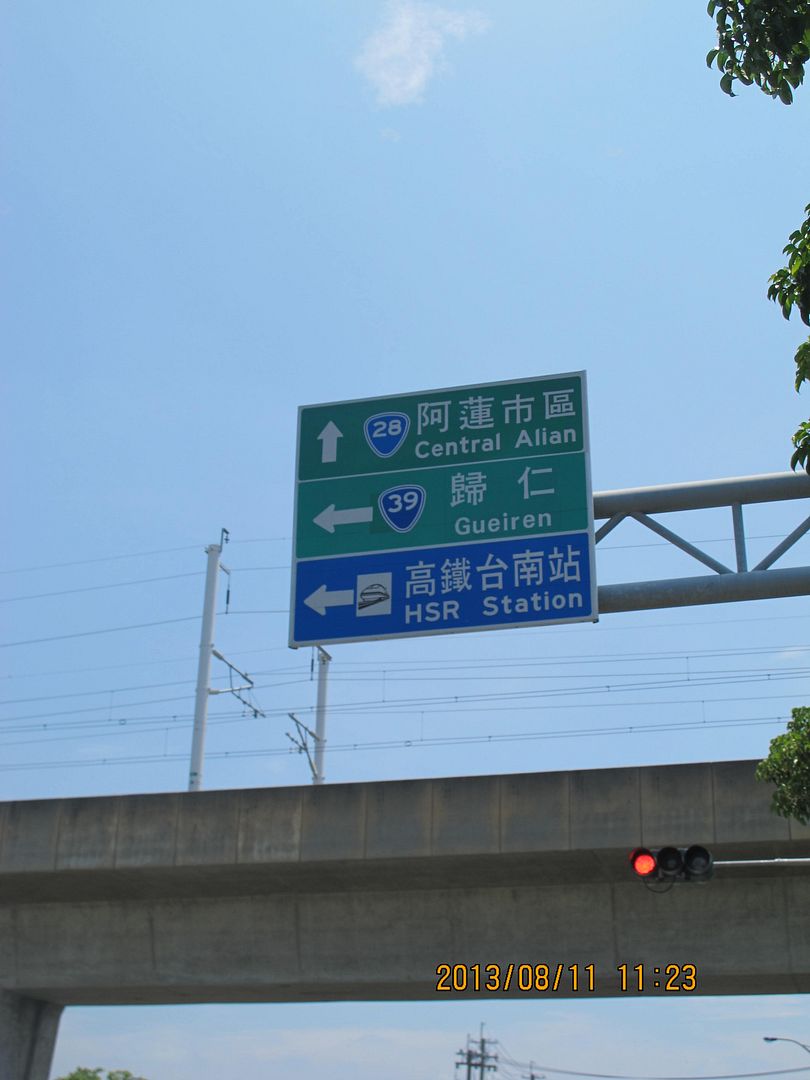 28
阿蓮市區
Central Alian
39
歸仁
Gueiren
高鐵台南站
HSR Station
2013/08/11 11:23